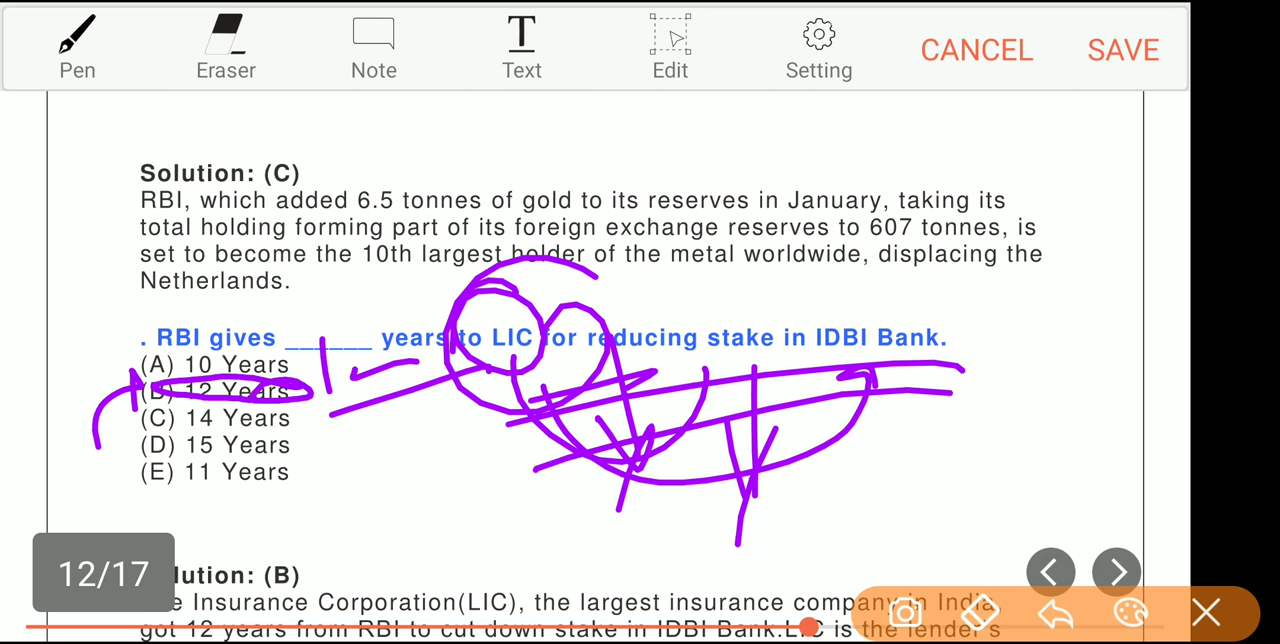 Pen Eraser Note Text Edit Setting CANCEL SAVE
Solution: (C)
RBI, which added 6.5 tonnes of gold to its reserves in January, taking its
total holding forming part of its foreign exchange reserves to 607 tonnes, is
set to become the 10th largest holder of the metal worldwide, displacing the
Netherlands.
. RBI gives ______ years to LIC for reducing stake in IDBI Bank.
(A) 10 Years
(B) 12 Years
(C) 14 Years
(D) 15 Years
(E) 11 Years
12/17
lution: (B)
e Insurance Corporation(LIC), the largest insurance company in India
got 12 years from RBI to cut down stake in IDBI Bank.LIC is the lender's